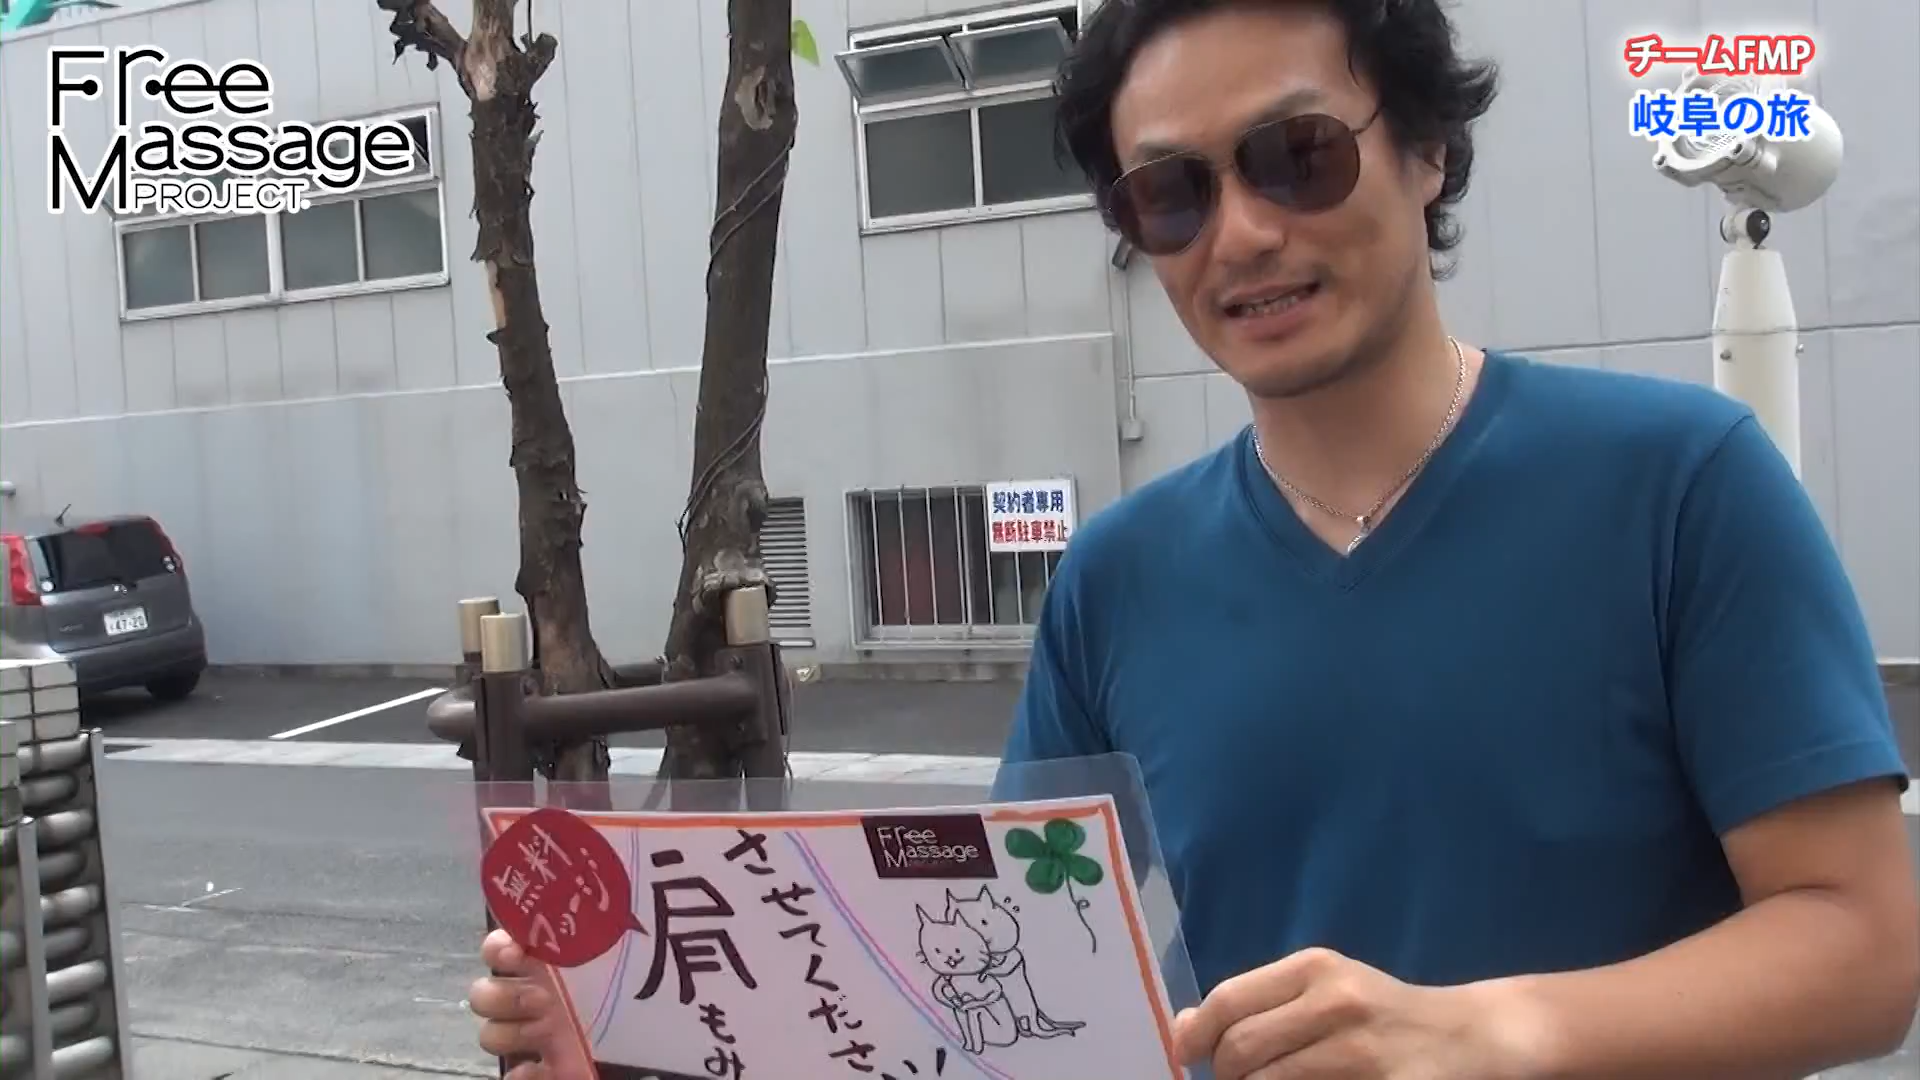 Free
Massage
PROJECT
チームFMP
岐阜の旅
契約者専用
無断駐車禁止
47-20
Free
Massage
無料
マッサージ
肩もみ
させてください!